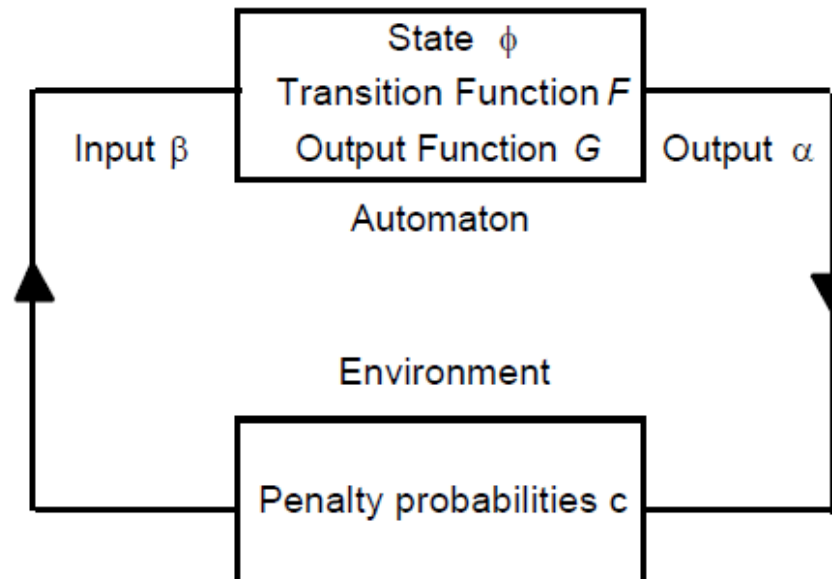 State ϕ
Transition Function F
Input β
Output Function G
Output α
Automaton
Environment
Penalty probabilities c